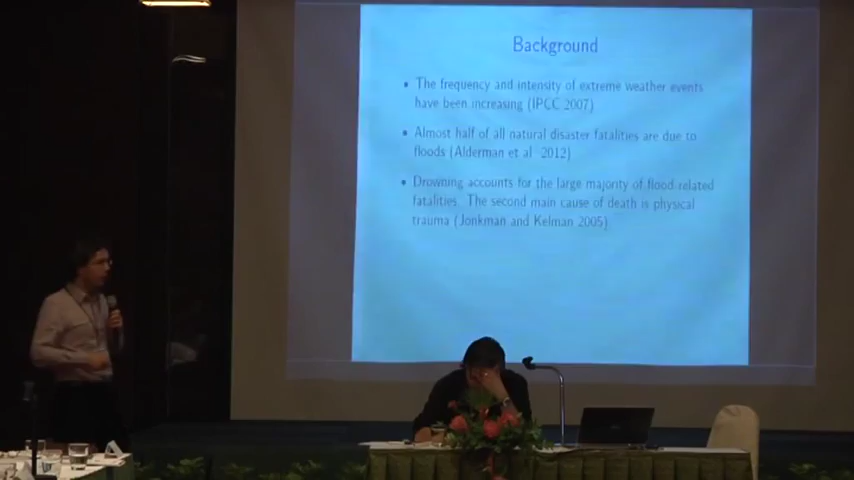 Background
• The frequency and intensity of extreme weather events
have been increasing (IPCC 2007)
• Almost half of all natural disaster fatalities are due to
floods (Alderman et al 2012)
• Drowning accounts for the large majority of flood related
fatalities. The second main cause of death is physical
trauma (Jonkman and Kelman 2005)